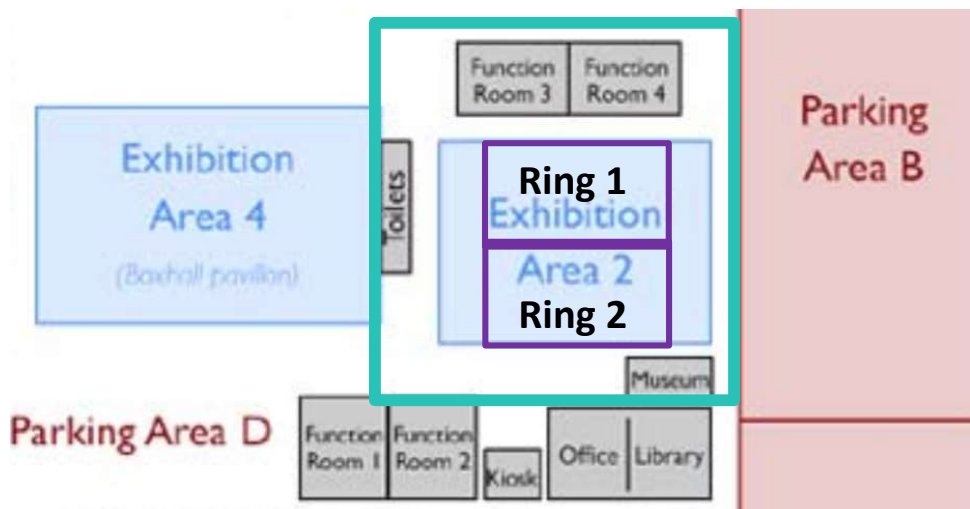 Function
Room 3
Function
Room 4
Parking
Area B
Exhibition
Area 4
(Boxhall pavilion)
Toilets
Ring 1
Exhibition
Area 2
Ring 2
Museum
Parking Area D
Function
Room 1
Function
Room 2
Kiosk
Office
Library